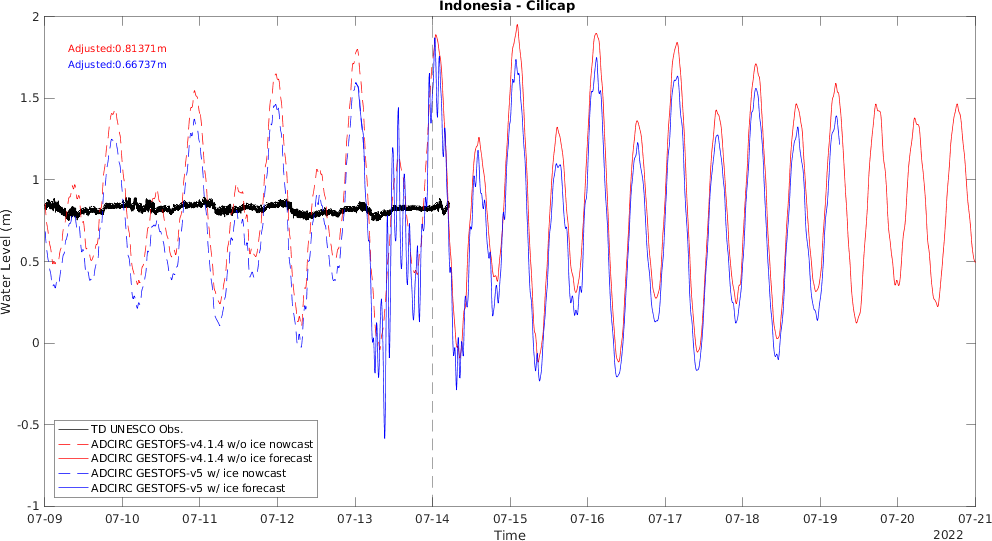 Indonesia - Cilicap
Adjusted:0.81371m
Adjusted:0.66737m
Water Level (m)
2
1.5
1
0.5
0
-0.5
-1
TD UNESCO Obs.
ADCIRC GESTOFS-v4.1.4 w/o ice nowcast
ADCIRC GESTOFS-v4.1.4 w/o ice forecast
ADCIRC GESTOFS-v5 w/ ice nowcast
ADCIRC GESTOFS-v5 w/ ice forecast
07-09 07-10 07-11 07-12 07-13 07-14 07-15 07-16 07-17 07-18 07-19 07-20 07-21
Time
2022